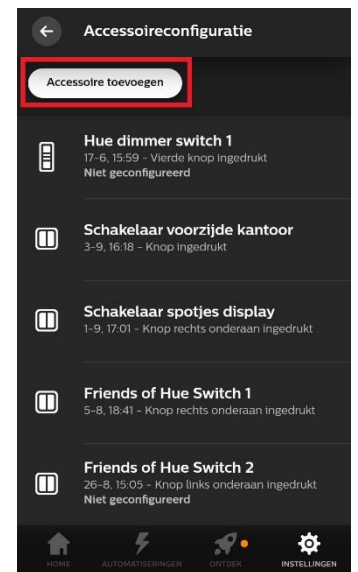 Accessoireconfiguratie
Accessoire toevoegen
Hue dimmer switch 1
17-6, 15:59 - Vierde knop ingedrukt
Niet geconfigureerd
Schakelaar voorzijde kantoor
3-9, 16:18 - Knop ingedrukt
Schakelaar spotjes display
1-9, 17:01 - Knop rechts onderaan ingedrukt
Friends of Hue Switch 1
5-8, 18:41 - Knop rechts onderaan ingedrukt
Friends of Hue Switch 2
26-8, 15:05 - Knop links onderaan ingedrukt
Niet geconfigureerd
HOME AUTOMATISERINGEN ONTDEK INSTELLINGEN